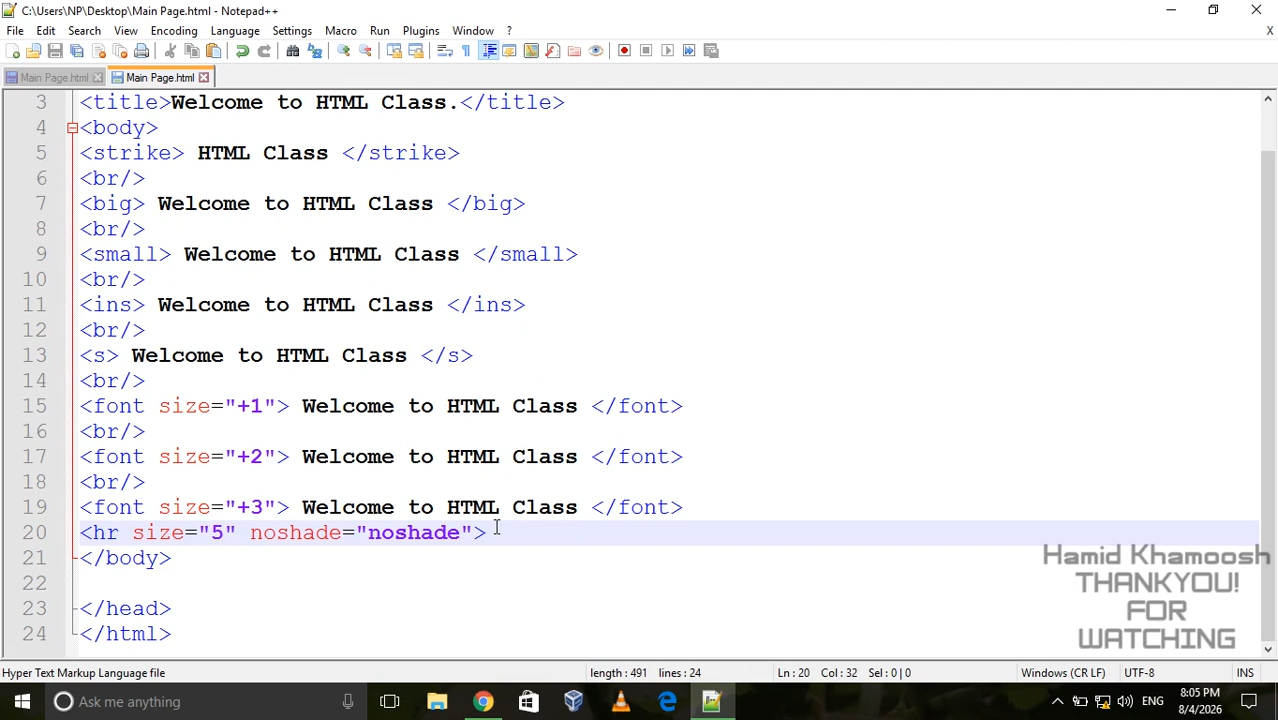 C:\Users\NP\Desktop\Main Page.html - Notepad++
File Edit Search View Encoding Language Settings Macro Run Plugins Window ? X
Main Page.html Main Page.html
3 <title>Welcome to HTML Class.</title>
4 <body>
5 <strike> HTML Class </strike>
6 <br/>
7 <big> Welcome to HTML Class </big>
8 <br/>
9 <small> Welcome to HTML Class </small>
10 <br/>
11 <ins> Welcome to HTML Class </ins>
12 <br/>
13 <s> Welcome to HTML Class </s>
14 <br/>
15 <font size="+1"> Welcome to HTML Class </font>
16 <br/>
17 <font size="+2"> Welcome to HTML Class </font>
18 <br/>
19 <font size="+3"> Welcome to HTML Class </font>
20 <hr size="5" noshade="noshade">
21 </body>
22
23 </head>
24 </html>
Hamid Khamoosh
THANKYOU!
FOR
WATCHING
Hyper Text Markup Language file length : 491 lines : 24 Ln : 20 Col : 32 Sel : 0 | 0 Windows (CR LF) UTF-8 INS
Ask me anything ENG 8:05 PM
8/4/2026